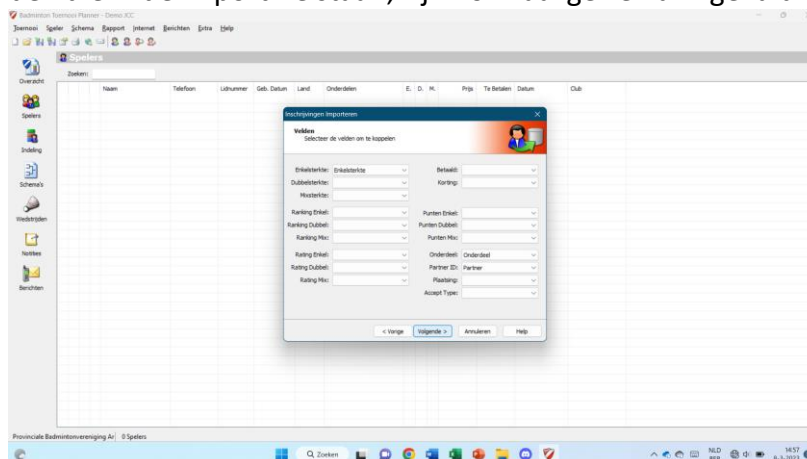 Badminton Toernooi Planner - Demo JCC
Toernooi Speler Schema Rapport Internet Berichten Extra Help
Spelers
Zoeken:
Naam Telefoon Lidnummer Geb. Datum Land Onderdelen E. D. M. Prijs Te Betalen Datum Club
Overzicht
Spelers
Indeling
Schema's
Wedstrijden
Notities
Berichten
Inschrijvingen Importeren
Velden
Selecteer de velden om te koppelen
Enkelsterkte: Enkelsterkte
Dubbelsterkte:
Mixsterkte:
Ranking Enkel:
Ranking Dubbel:
Ranking Mix:
Rating Enkel:
Rating Dubbel:
Rating Mix:
Betaald:
Korting:
Punten Enkel:
Punten Dubbel:
Punten Mix:
Onderdeel: Onderdeel
Partner ID: Partner
Plaatsing:
Accept Type:
< Vorige Volgende > Annuleren Help
Provinciale Badmintonvereniging Ar 0 Spelers
Zoeken
NLD
14:57